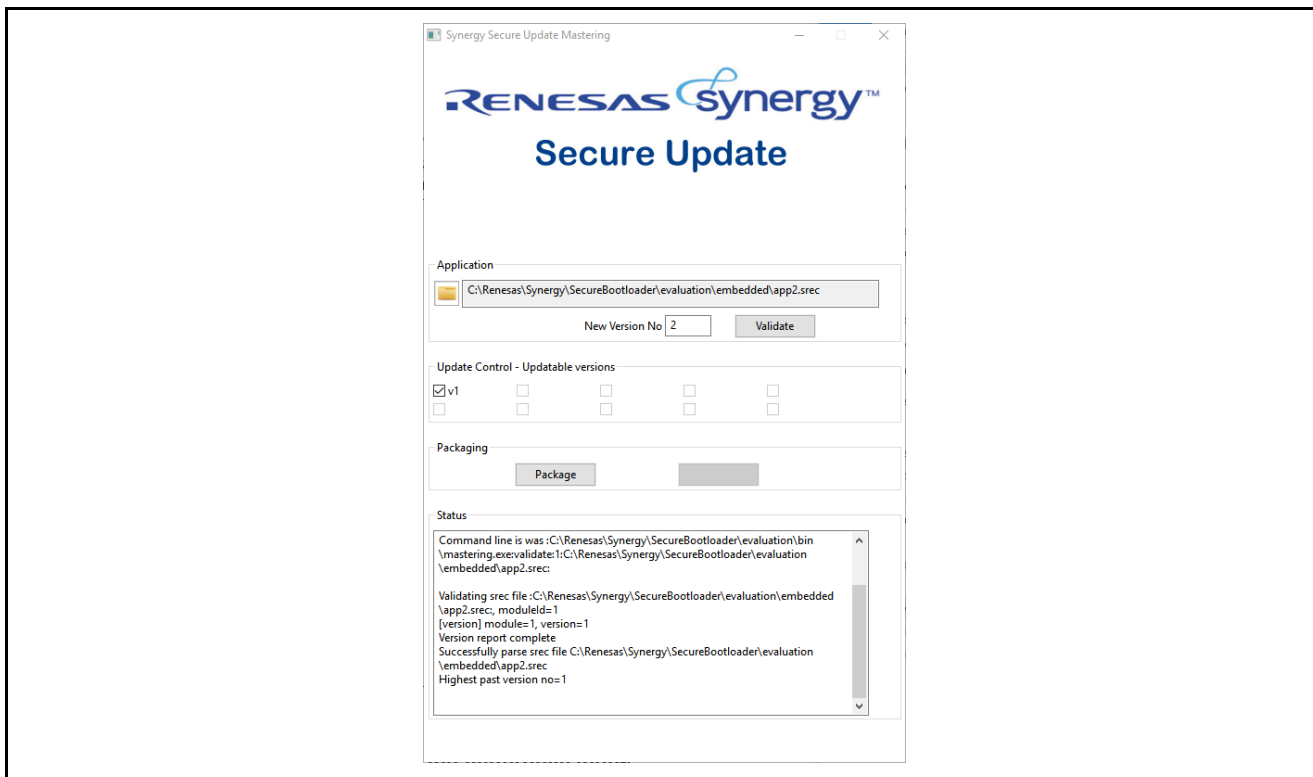 Synergy Secure Update Mastering
RENESAS synergy™
Secure Update
Application
C:\Renesas\Synergy\SecureBootloader\evaluation\embedded\app2.srec
New Version No 2 Validate
Update Control - Updatable versions
v1
Packaging
Package
Status
Command line is was :C:\Renesas\Synergy\SecureBootloader\evaluation\bin
\mastering.exe:validate:1:C:\Renesas\Synergy\SecureBootloader\evaluation
\embedded\app2.srec:
Validating srec file :C:\Renesas\Synergy\SecureBootloader\evaluation\embedded
\app2.srec:, moduleId=1
[version] module=1, version=1
Version report complete
Successfully parse srec file C:\Renesas\Synergy\SecureBootloader\evaluation
\embedded\app2.srec
Highest past version no=1